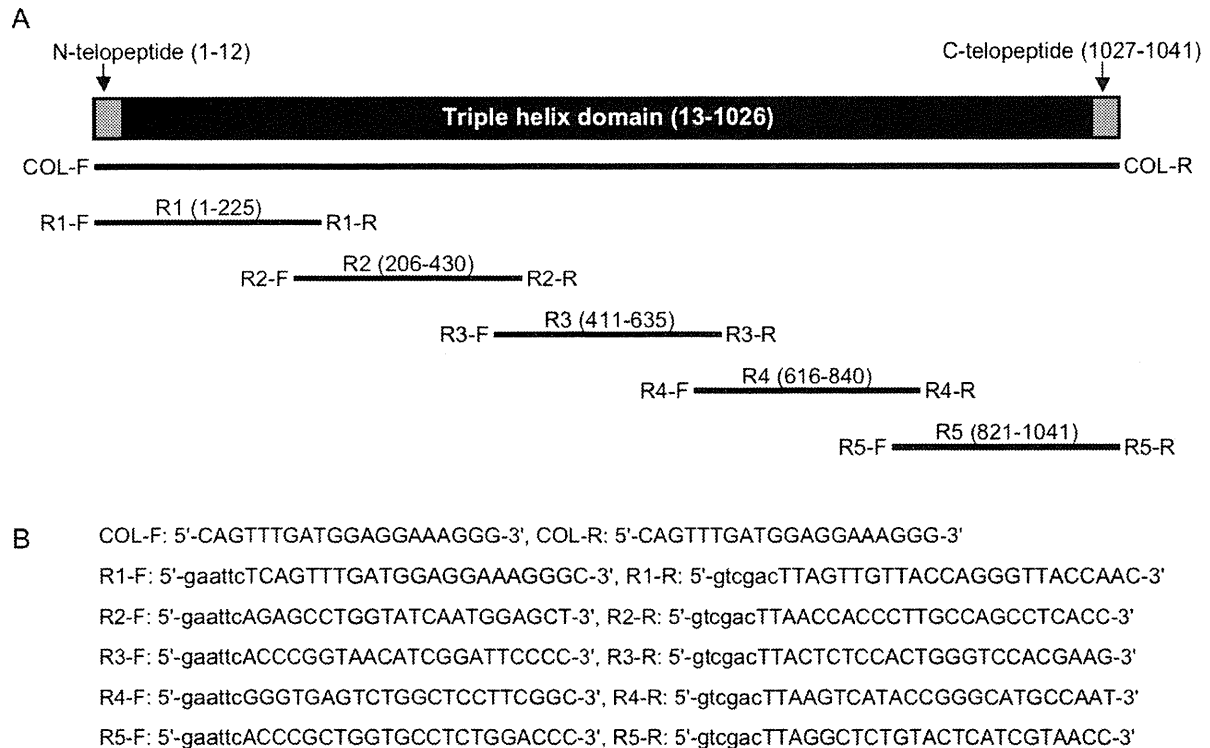 A
N-telopeptide (1-12)
C-telopeptide (1027-1041)
Triple helix domain (13-1026)
COL-F
COL-R
R1 (1-225)
R1-F
R1-R
R2 (206-430)
R2-F
R2-R
R3 (411-635)
R3-F
R3-R
R4 (616-840)
R4-F
R4-R
R5 (821-1041)
R5-F
R5-R
B
COL-F: 5'-CAGTTTGATGGAGGAAAGGG-3', COL-R: 5'-CAGTTTGATGGAGGAAAGGG-3'
R1-F: 5'-gaattcTCAGTTTGATGGAGGAAAGGGC-3', R1-R: 5'-gtcgacTTAGTTGTTACCAGGGTTACCAAC-3'
R2-F: 5'-gaattcAGAGCCTGGTATCAATGGAGCT-3', R2-R: 5'-gtcgacTTAACCACCCTTGCCAGCCTCACC-3'
R3-F: 5'-gaattcACCCGGTAACATCGGATTCCCC-3', R3-R: 5'-gtcgacTTACTCTCCACTGGGTCCACGAAG-3'
R4-F: 5'-gaattcGGGTGAGTCTGGCTCCTTCGGC-3', R4-R: 5'-gtcgacTTAAGTCATACCGGGCATGCCAAT-3'
R5-F: 5'-gaattcACCCGCTGGTGCCTCTGGACCC-3', R5-R: 5'-gtcgacTTAGGCTCTGTACTCATCGTAACC-3'